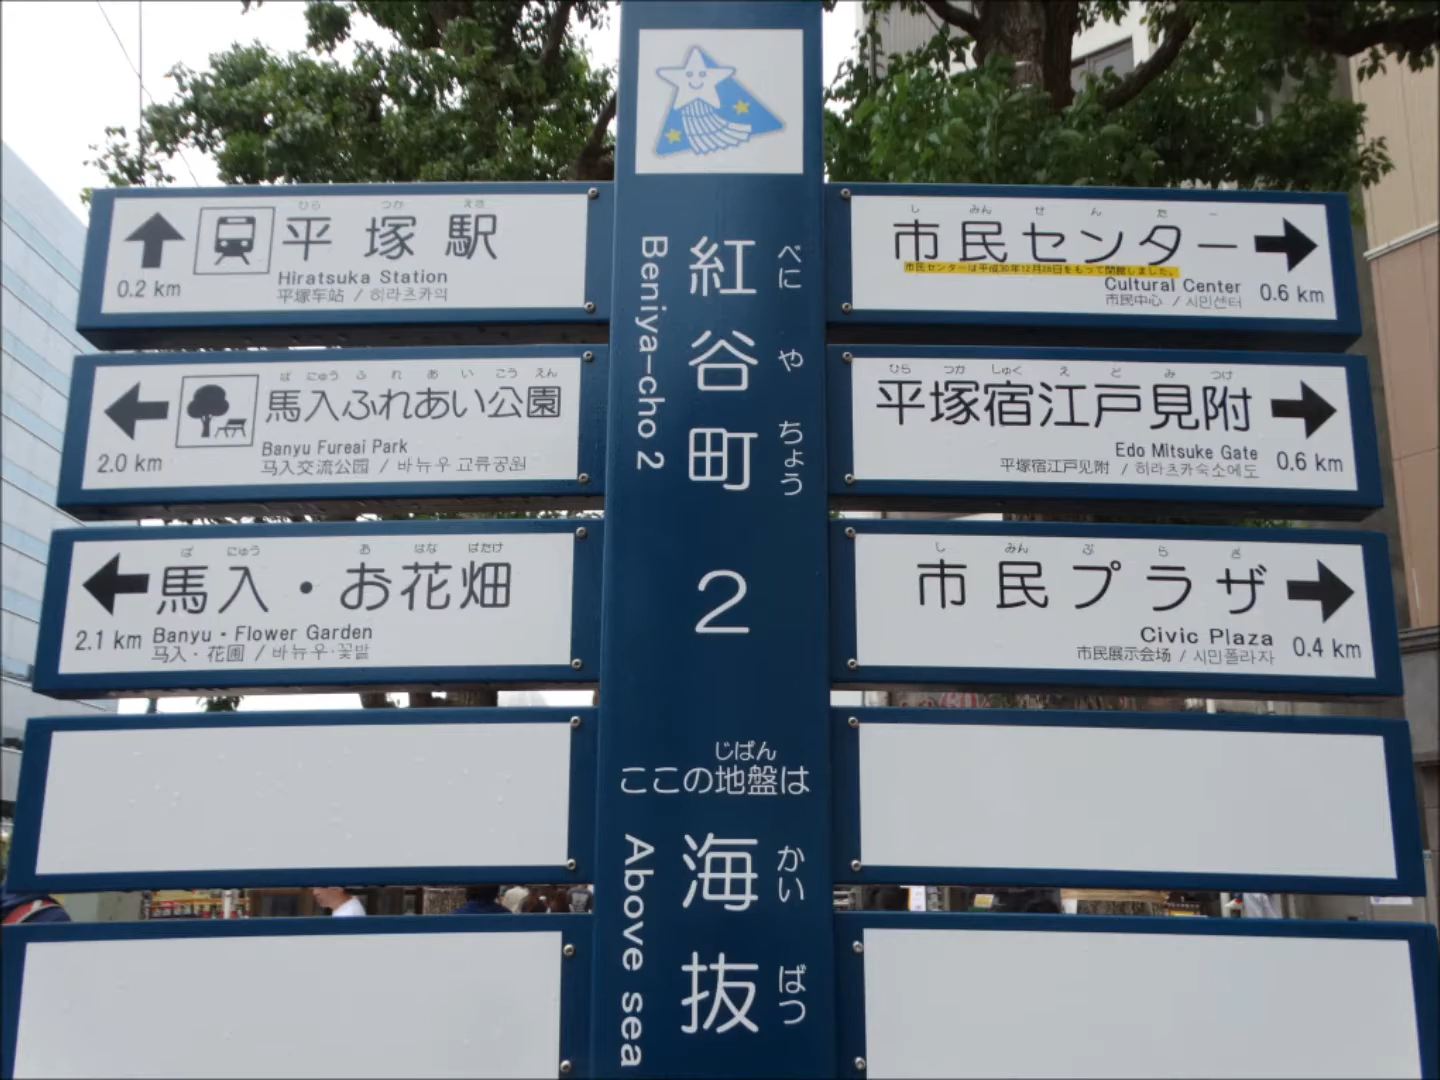 ひら つか えき
平塚駅
Hiratsuka Station
平塚车站 / 히라츠카역
0.2 km
ば にゅう ふ れ あ い こう えん
馬入ふれあい公園
Banyu Fureai Park
马入交流公园 / 바뉴우 교류공원
2.0 km
ば にゅう お はな ばたけ
馬入・お花畑
Banyu・Flower Garden
马入・花圃 / 바뉴우·꽃밭
2.1 km
べに や ちょう
紅谷町 2
Beniya-cho 2
じばん
ここの地盤は
かい ばつ
海抜
Above sea
し みん せ ん た ー
市民センター
市民センターは平成30年12月28日をもって閉館しました。
Cultural Center
市民中心 / 시민센터
0.6 km
ひら つか しゅく え ど み つけ
平塚宿江戸見附
Edo Mitsuke Gate
平塚宿江户见附 / 히라츠카숙소에도
0.6 km
し みん ぷ ら ざ
市民プラザ
Civic Plaza
市民展示会场 / 시민플라자
0.4 km